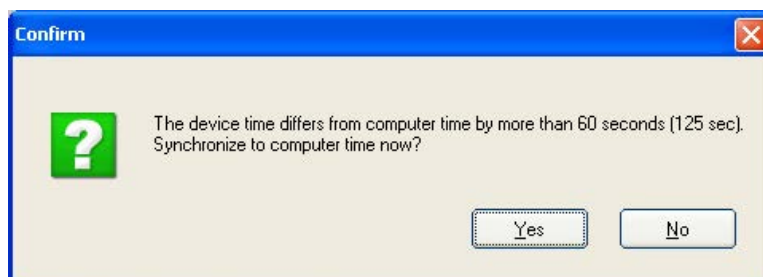 Confirm
The device time differs from computer time by more than 60 seconds (125 sec).
Synchronize to computer time now?
Yes
No